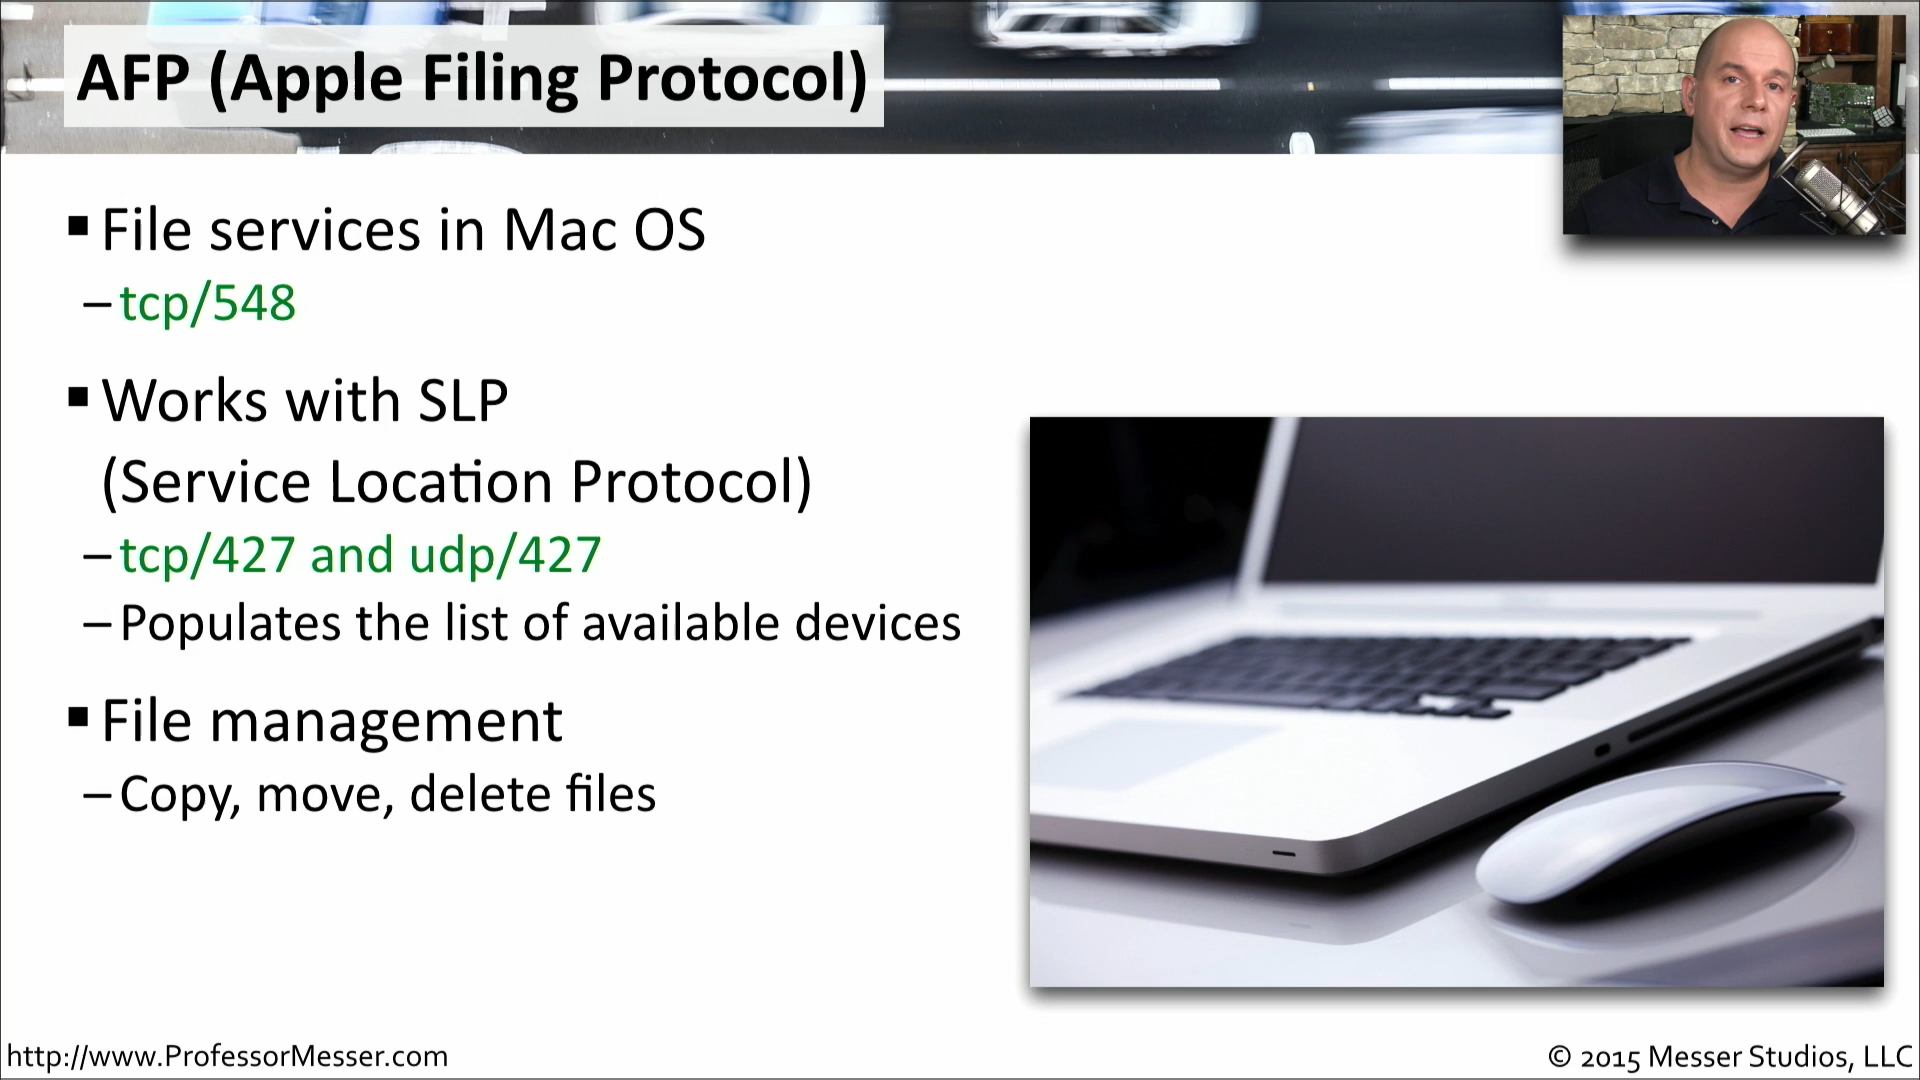 AFP (Apple Filing Protocol)
▪ File services in Mac OS
– tcp/548
▪ Works with SLP
(Service Location Protocol)
– tcp/427 and udp/427
– Populates the list of available devices
▪ File management
– Copy, move, delete files
http://www.ProfessorMesser.com
© 2015 Messer Studios, LLC